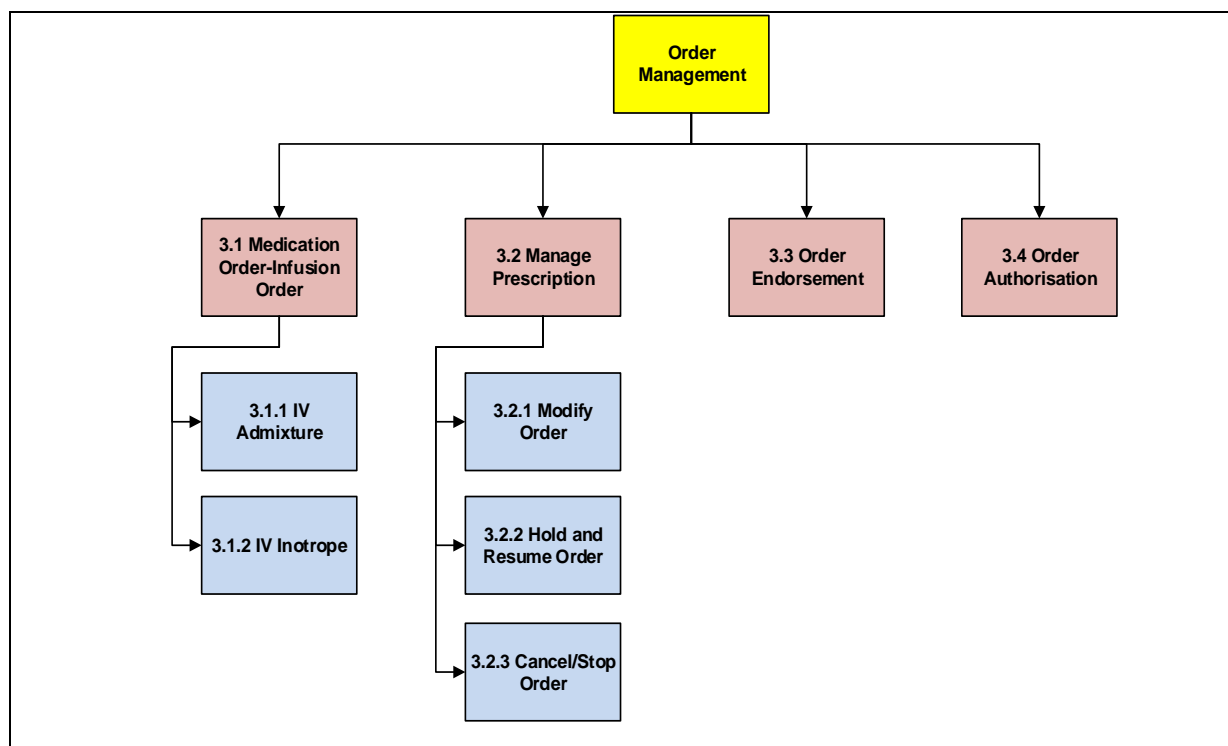 Order
Management
3.1 Medication
Order-Infusion
Order
3.2 Manage
Prescription
3.3 Order
Endorsement
3.4 Order
Authorisation
3.1.1 IV
Admixture
3.1.2 IV Inotrope
3.2.1 Modify
Order
3.2.2 Hold and
Resume Order
3.2.3 Cancel/Stop
Order